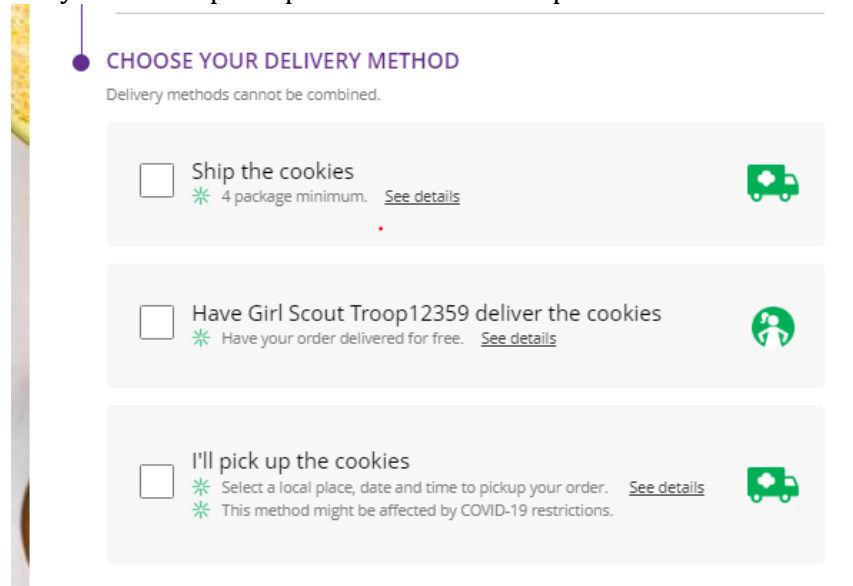 CHOOSE YOUR DELIVERY METHOD
Delivery methods cannot be combined.
Ship the cookies
4 package minimum. See details
Have Girl Scout Troop12359 deliver the cookies
Have your order delivered for free. See details
I'll pick up the cookies
Select a local place, date and time to pickup your order. See details
This method might be affected by COVID-19 restrictions.